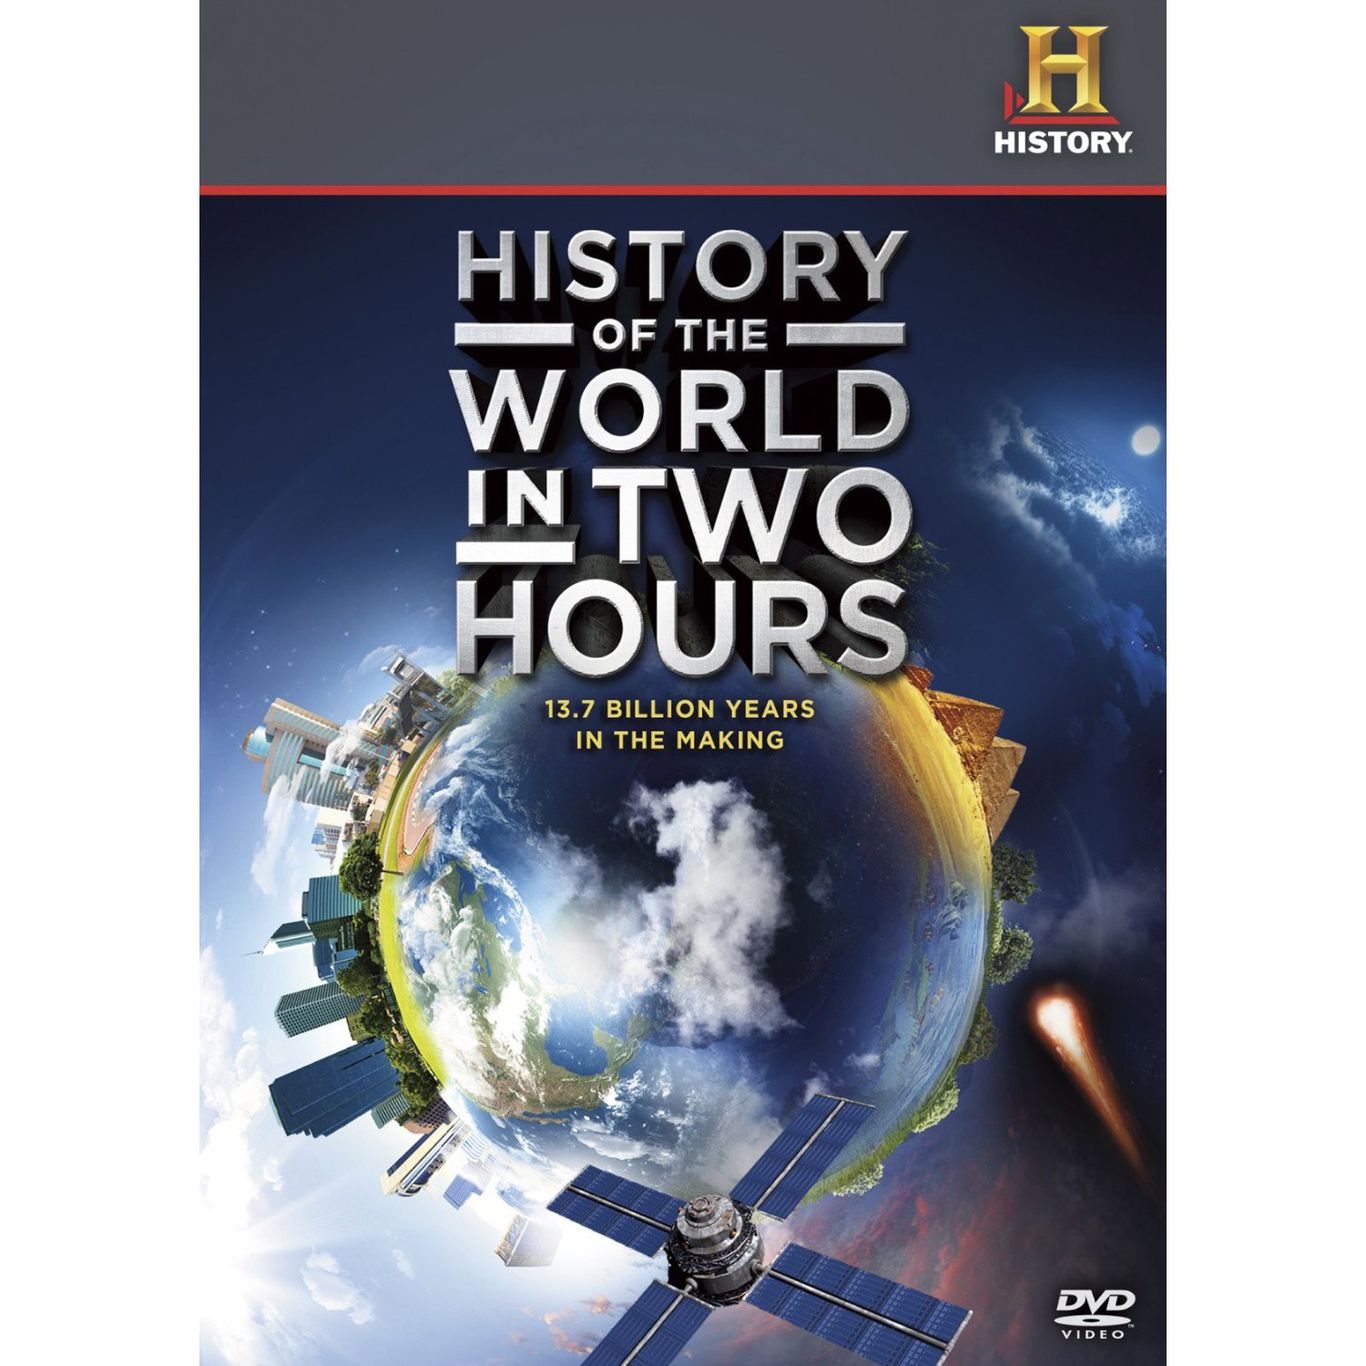 H
HISTORY.
HISTORY
OF THE
WORLD
IN TWO
HOURS
13.7 BILLION YEARS
IN THE MAKING
DVD
VIDEO